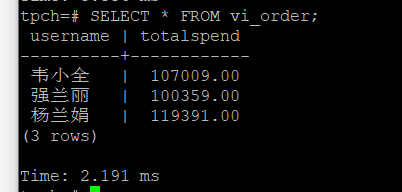 tpch=# SELECT * FROM vi_order;
username | totalspend
----------+------------
韦小全 | 107009.00
强兰丽 | 100359.00
杨兰娟 | 119391.00
(3 rows)
Time: 2.191 ms